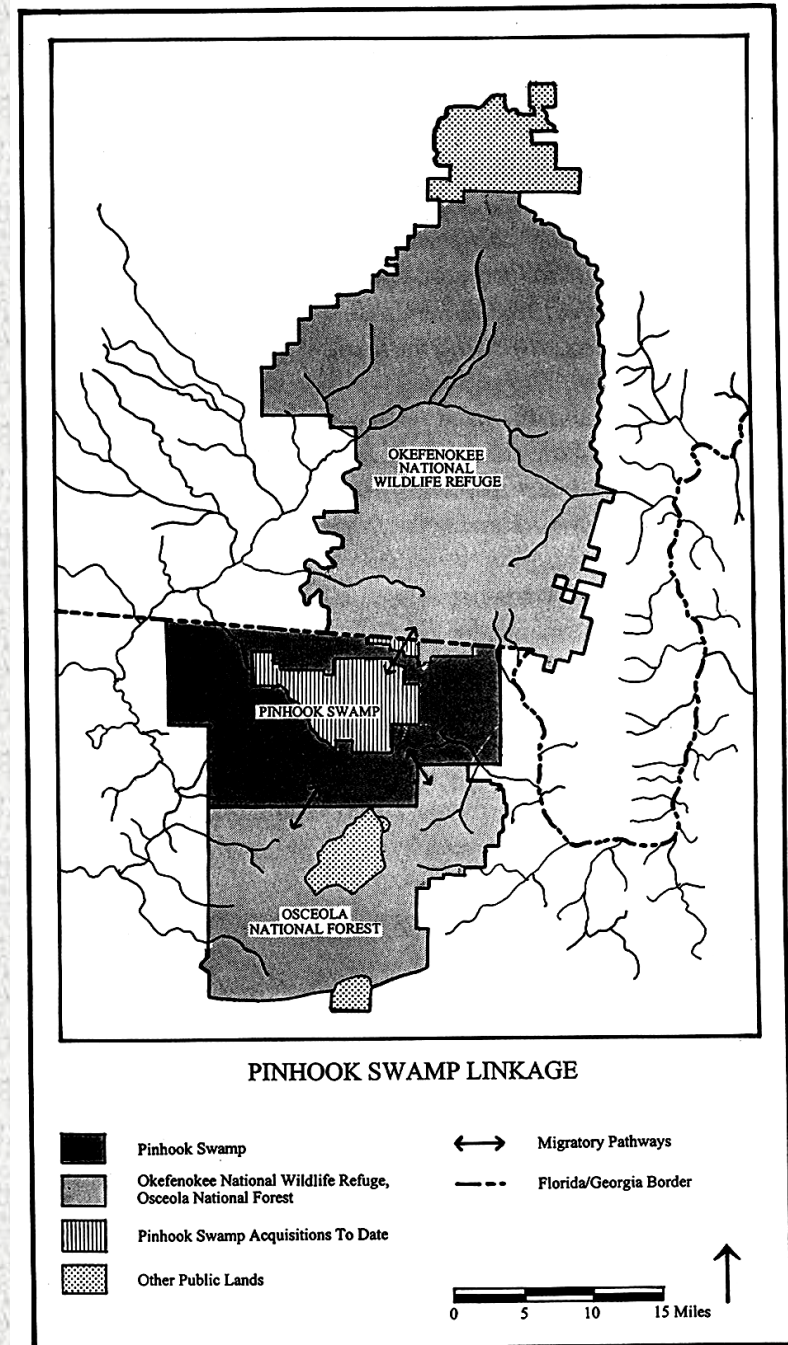 OKEFENOKEE
NATIONAL
WILDLIFE REFUGE
PINHOOK SWAMP
OSCEOLA
NATIONAL FOREST
PINHOOK SWAMP LINKAGE
Pinhook Swamp
Okefenokee National Wildlife Refuge,
Osceola National Forest
Pinhook Swamp Acquisitions To Date
Other Public Lands
Migratory Pathways
Florida/Georgia Border
0 5 10 15 Miles